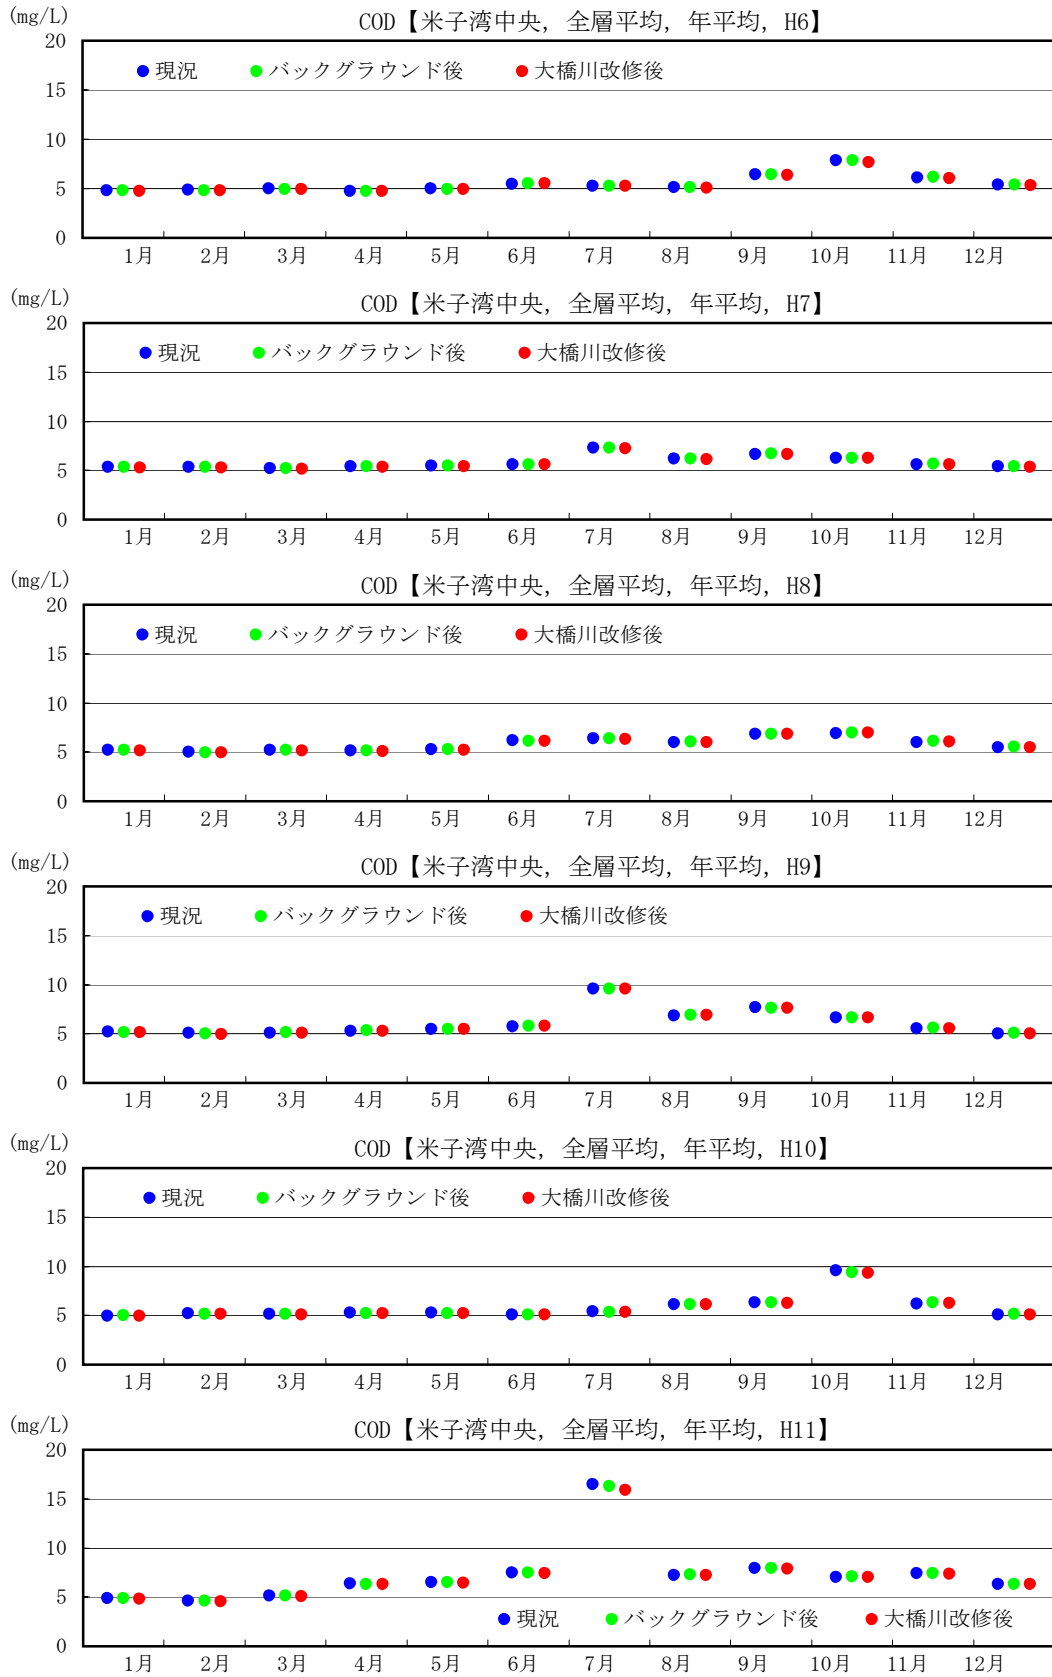 (mg/L)
COD【米子湾中央, 全層平均, 年平均, H6】
20
現況 バックグラウンド後 大橋川改修後
15
10
5
0
1月 2月 3月 4月 5月 6月 7月 8月 9月 10月 11月 12月
(mg/L)
COD【米子湾中央, 全層平均, 年平均, H7】
20
現況 バックグラウンド後 大橋川改修後
15
10
5
0
1月 2月 3月 4月 5月 6月 7月 8月 9月 10月 11月 12月
(mg/L)
COD【米子湾中央, 全層平均, 年平均, H8】
20
現況 バックグラウンド後 大橋川改修後
15
10
5
0
1月 2月 3月 4月 5月 6月 7月 8月 9月 10月 11月 12月
(mg/L)
COD【米子湾中央, 全層平均, 年平均, H9】
20
現況 バックグラウンド後 大橋川改修後
15
10
5
0
1月 2月 3月 4月 5月 6月 7月 8月 9月 10月 11月 12月
(mg/L)
COD【米子湾中央, 全層平均, 年平均, H10】
20
現況 バックグラウンド後 大橋川改修後
15
10
5
0
1月 2月 3月 4月 5月 6月 7月 8月 9月 10月 11月 12月
(mg/L)
COD【米子湾中央, 全層平均, 年平均, H11】
20
15
10
5
現況 バックグラウンド後 大橋川改修後
0
1月 2月 3月 4月 5月 6月 7月 8月 9月 10月 11月 12月